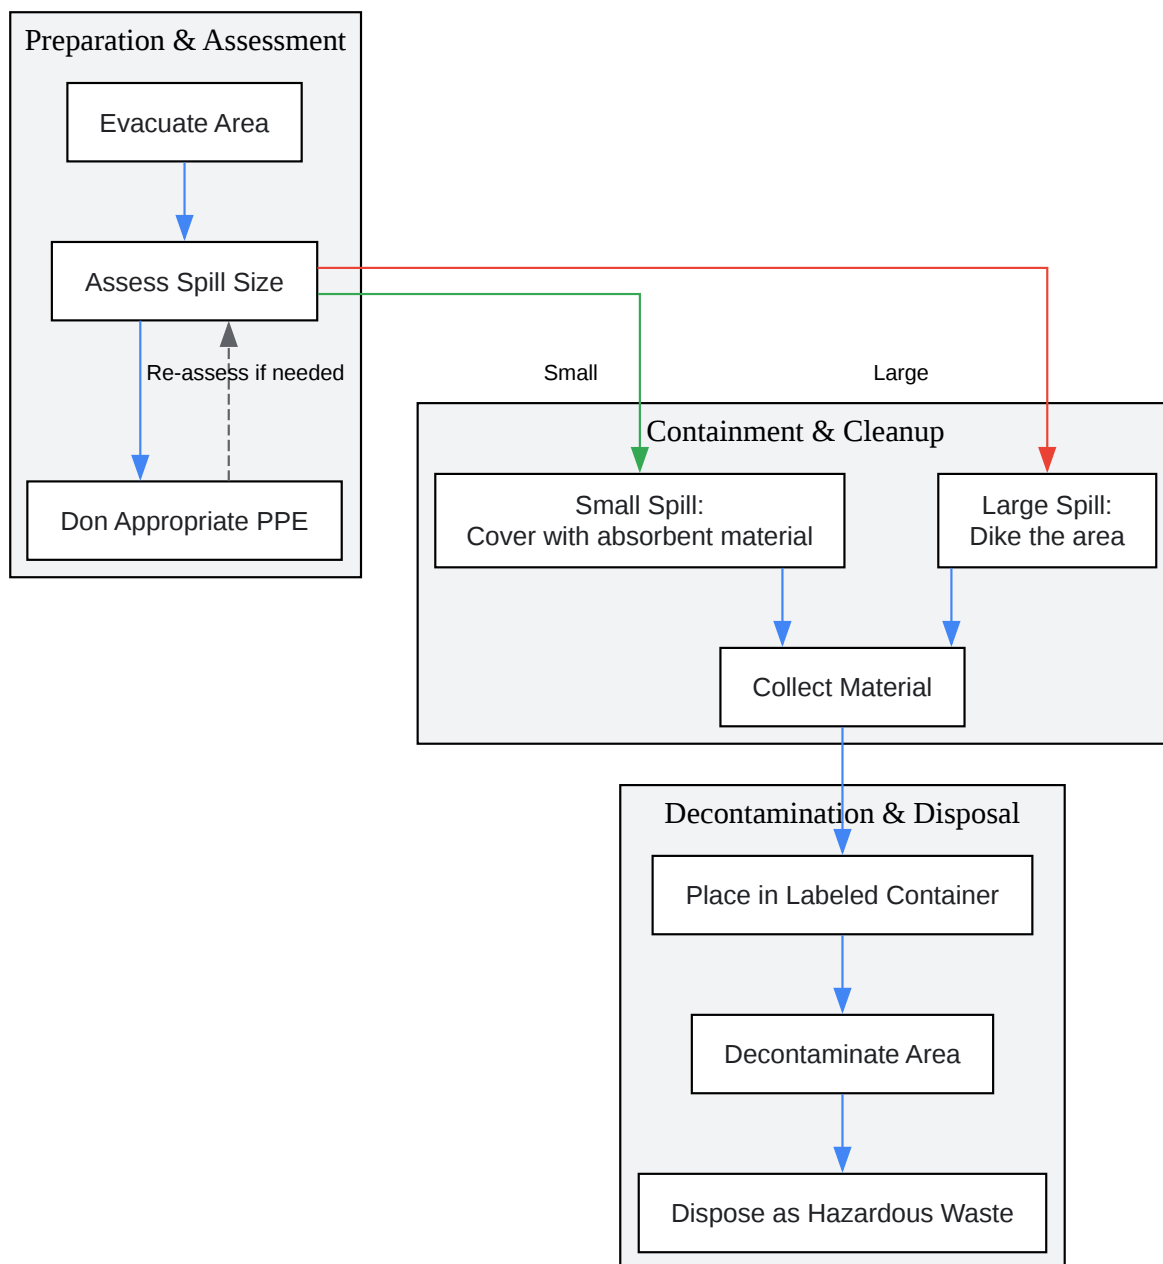 Preparation & Assessment
Evacuate Area
Assess Spill Size
Re-assess if needed
Don Appropriate PPE
Small
Large
Containment & Cleanup
Small Spill:
Cover with absorbent material
Large Spill:
Dike the area
Collect Material
Decontamination & Disposal
Place in Labeled Container
Decontaminate Area
Dispose as Hazardous Waste